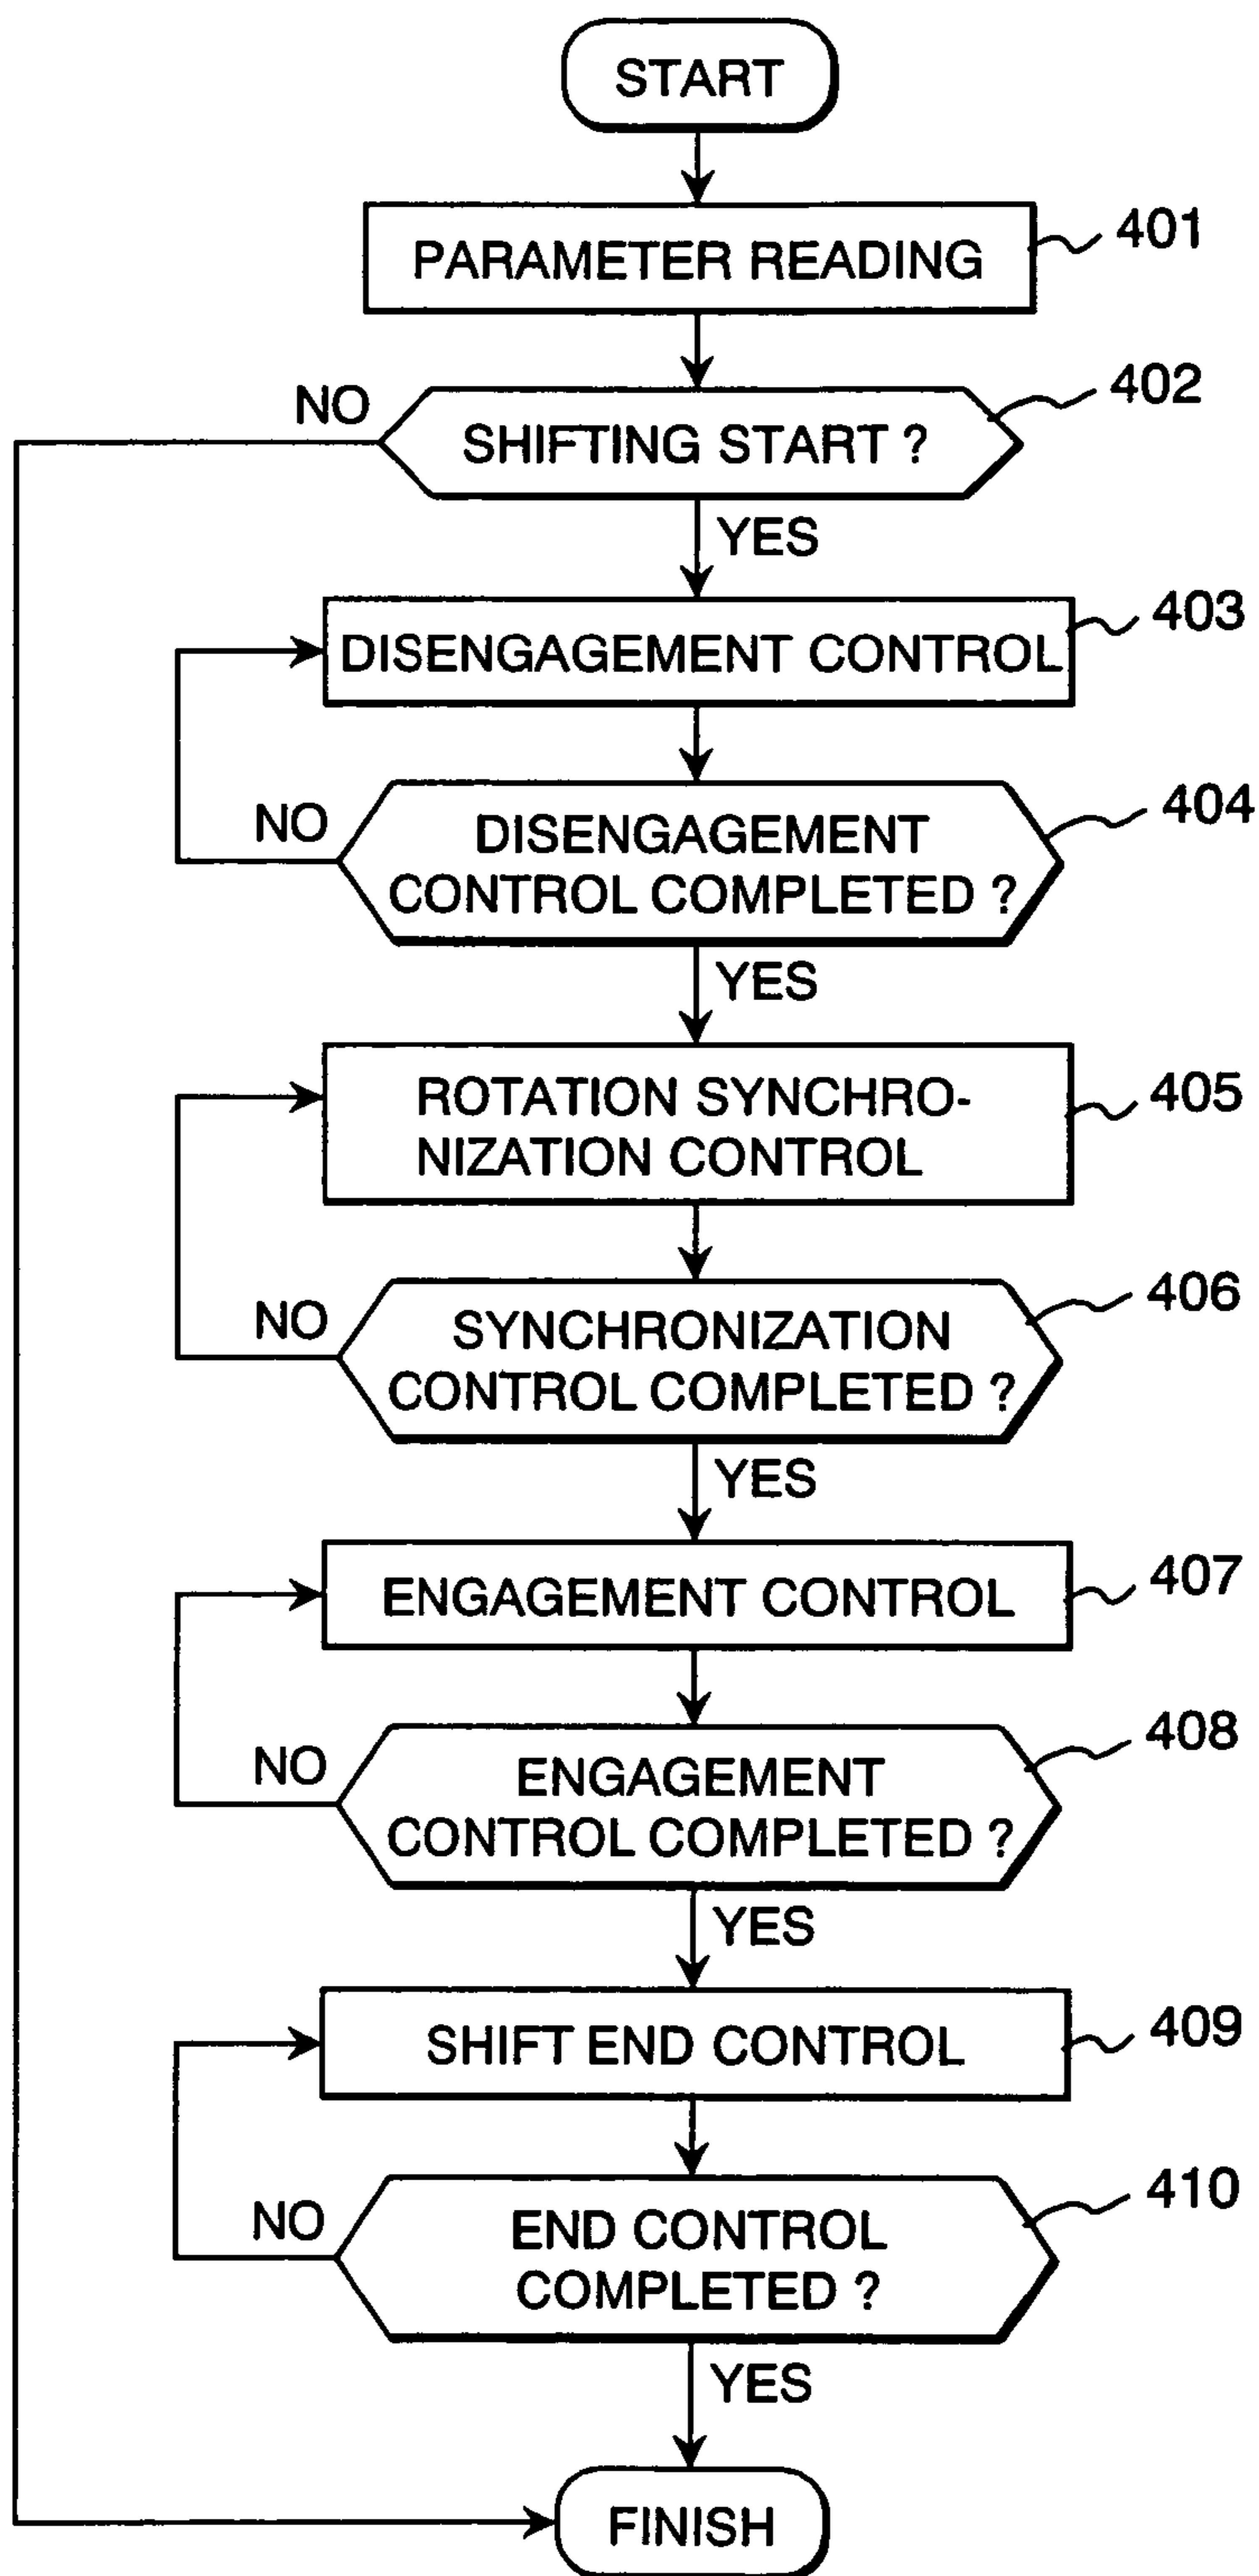 START
PARAMETER READING
401
NO
SHIFTING START ?
402
YES
DISENGAGEMENT CONTROL
403
NO
DISENGAGEMENT
CONTROL COMPLETED ?
404
YES
ROTATION SYNCHRO-
NIZATION CONTROL
405
NO
SYNCHRONIZATION
CONTROL COMPLETED ?
406
YES
ENGAGEMENT CONTROL
407
NO
ENGAGEMENT
CONTROL COMPLETED ?
408
YES
SHIFT END CONTROL
409
NO
END CONTROL
COMPLETED ?
410
YES
FINISH